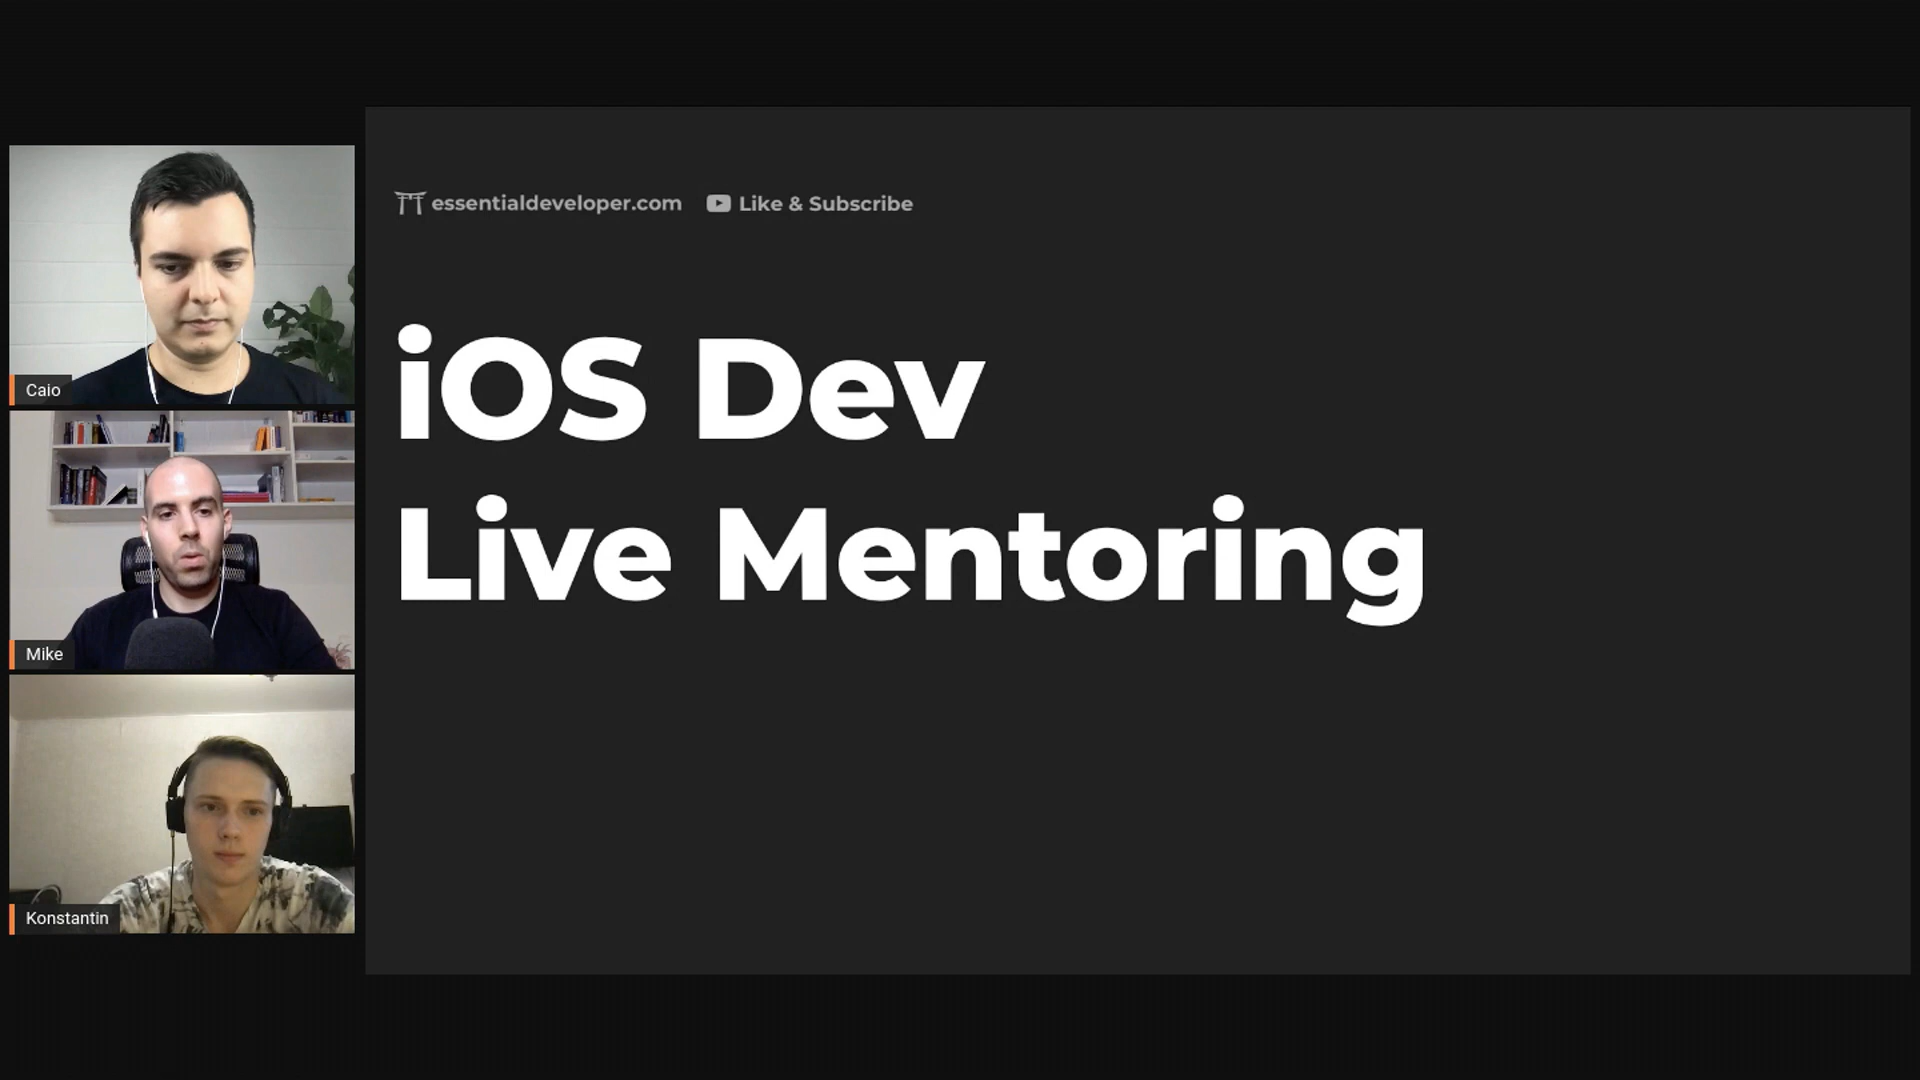 essentialdeveloper.com Like & Subscribe
iOS Dev
Live Mentoring
Caio
Mike
Konstantin